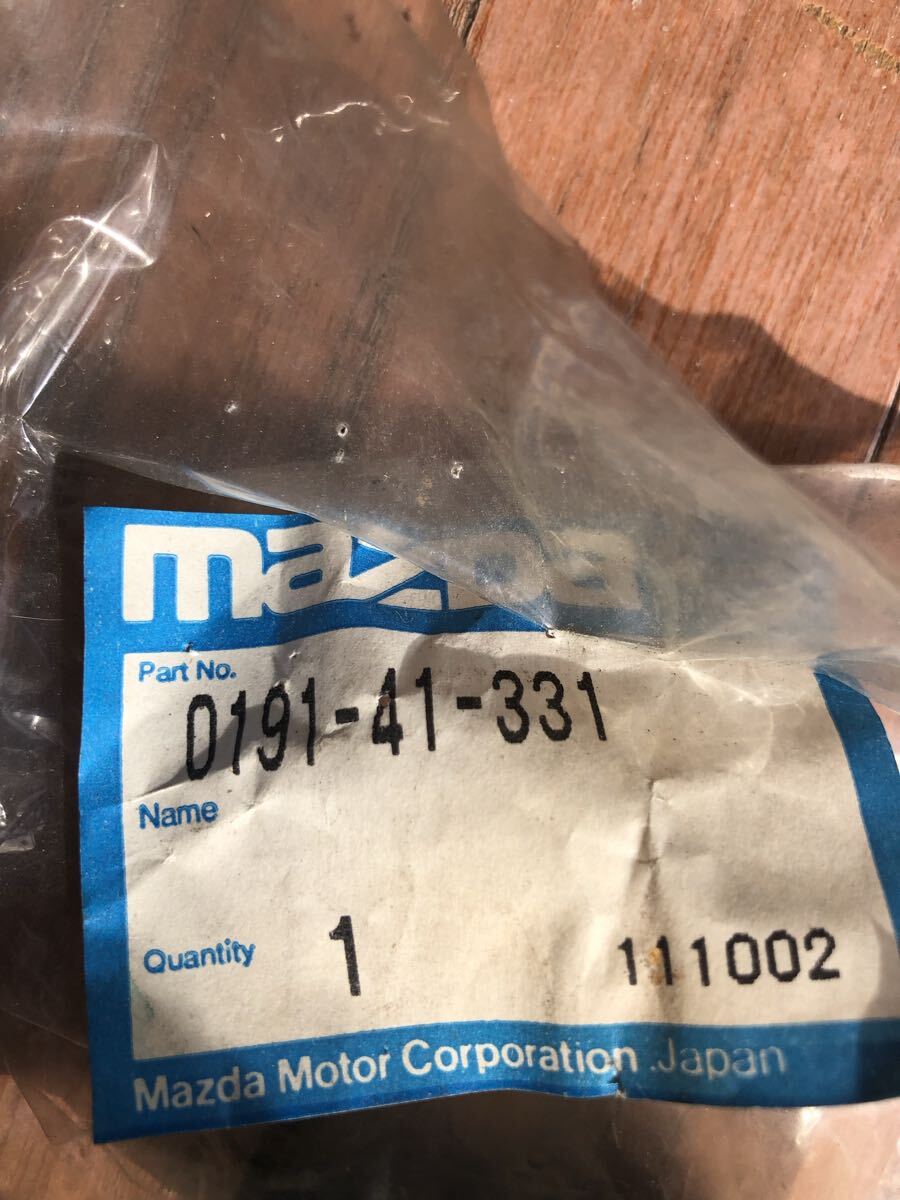 mazda
Part No.
0191-41-331
Name
Quantity 1 111002
Mazda Motor Corporation Japan